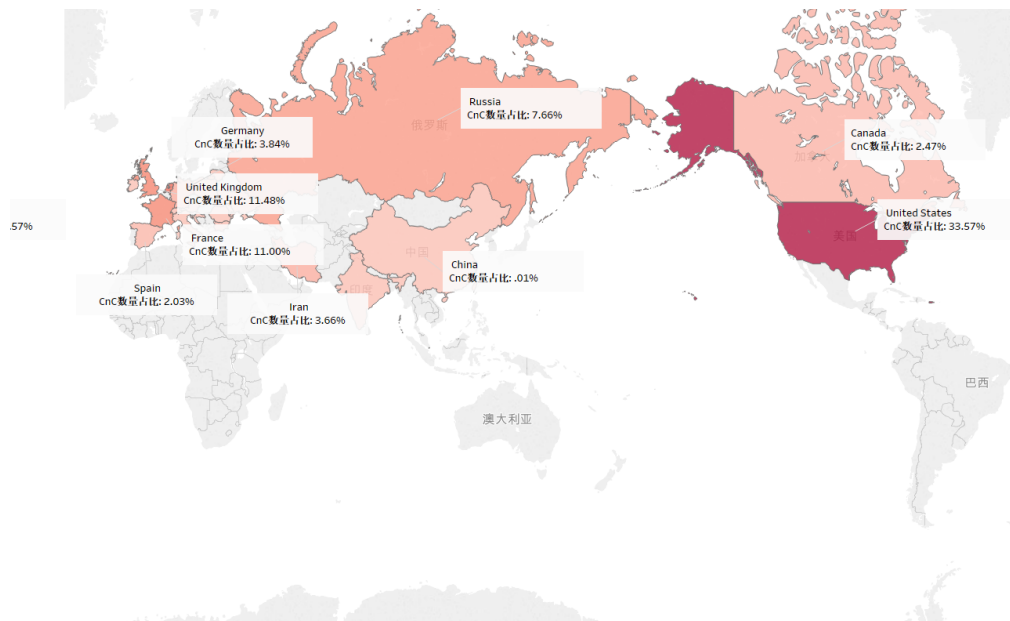 Russia
CnC数量占比: 7.66%
俄罗斯
Germany
CnC数量占比: 3.84%
Canada
CnC数量占比: 2.47%
加拿大
United Kingdom
CnC数量占比: 11.48%
.57%
United States
CnC数量占比: 33.57%
美国
France
CnC数量占比: 11.00%
中国
China
CnC数量占比: .01%
Spain
CnC数量占比: 2.03%
印度
Iran
CnC数量占比: 3.66%
巴西
澳大利亚